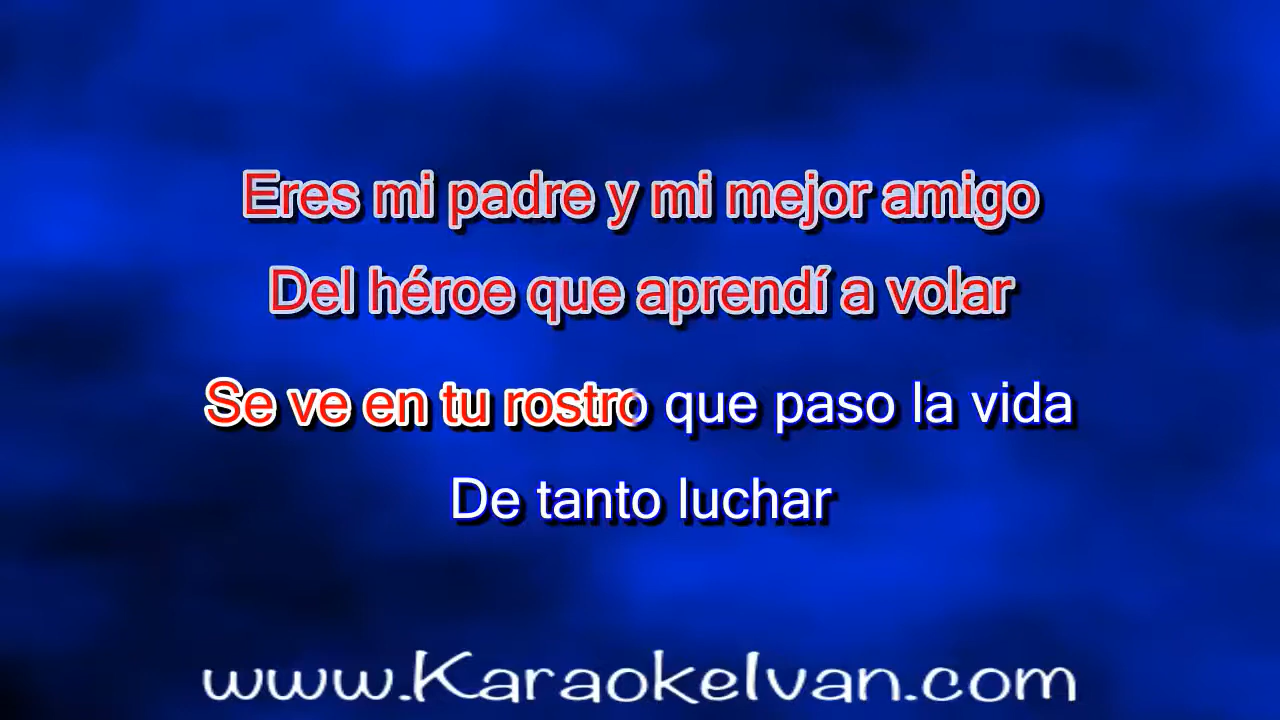 Eres mi padre y mi mejor amigo
Del héroe que aprendí a volar
Se ve en tu rostro que paso la vida
De tanto luchar
www.KaraokeIvan.com